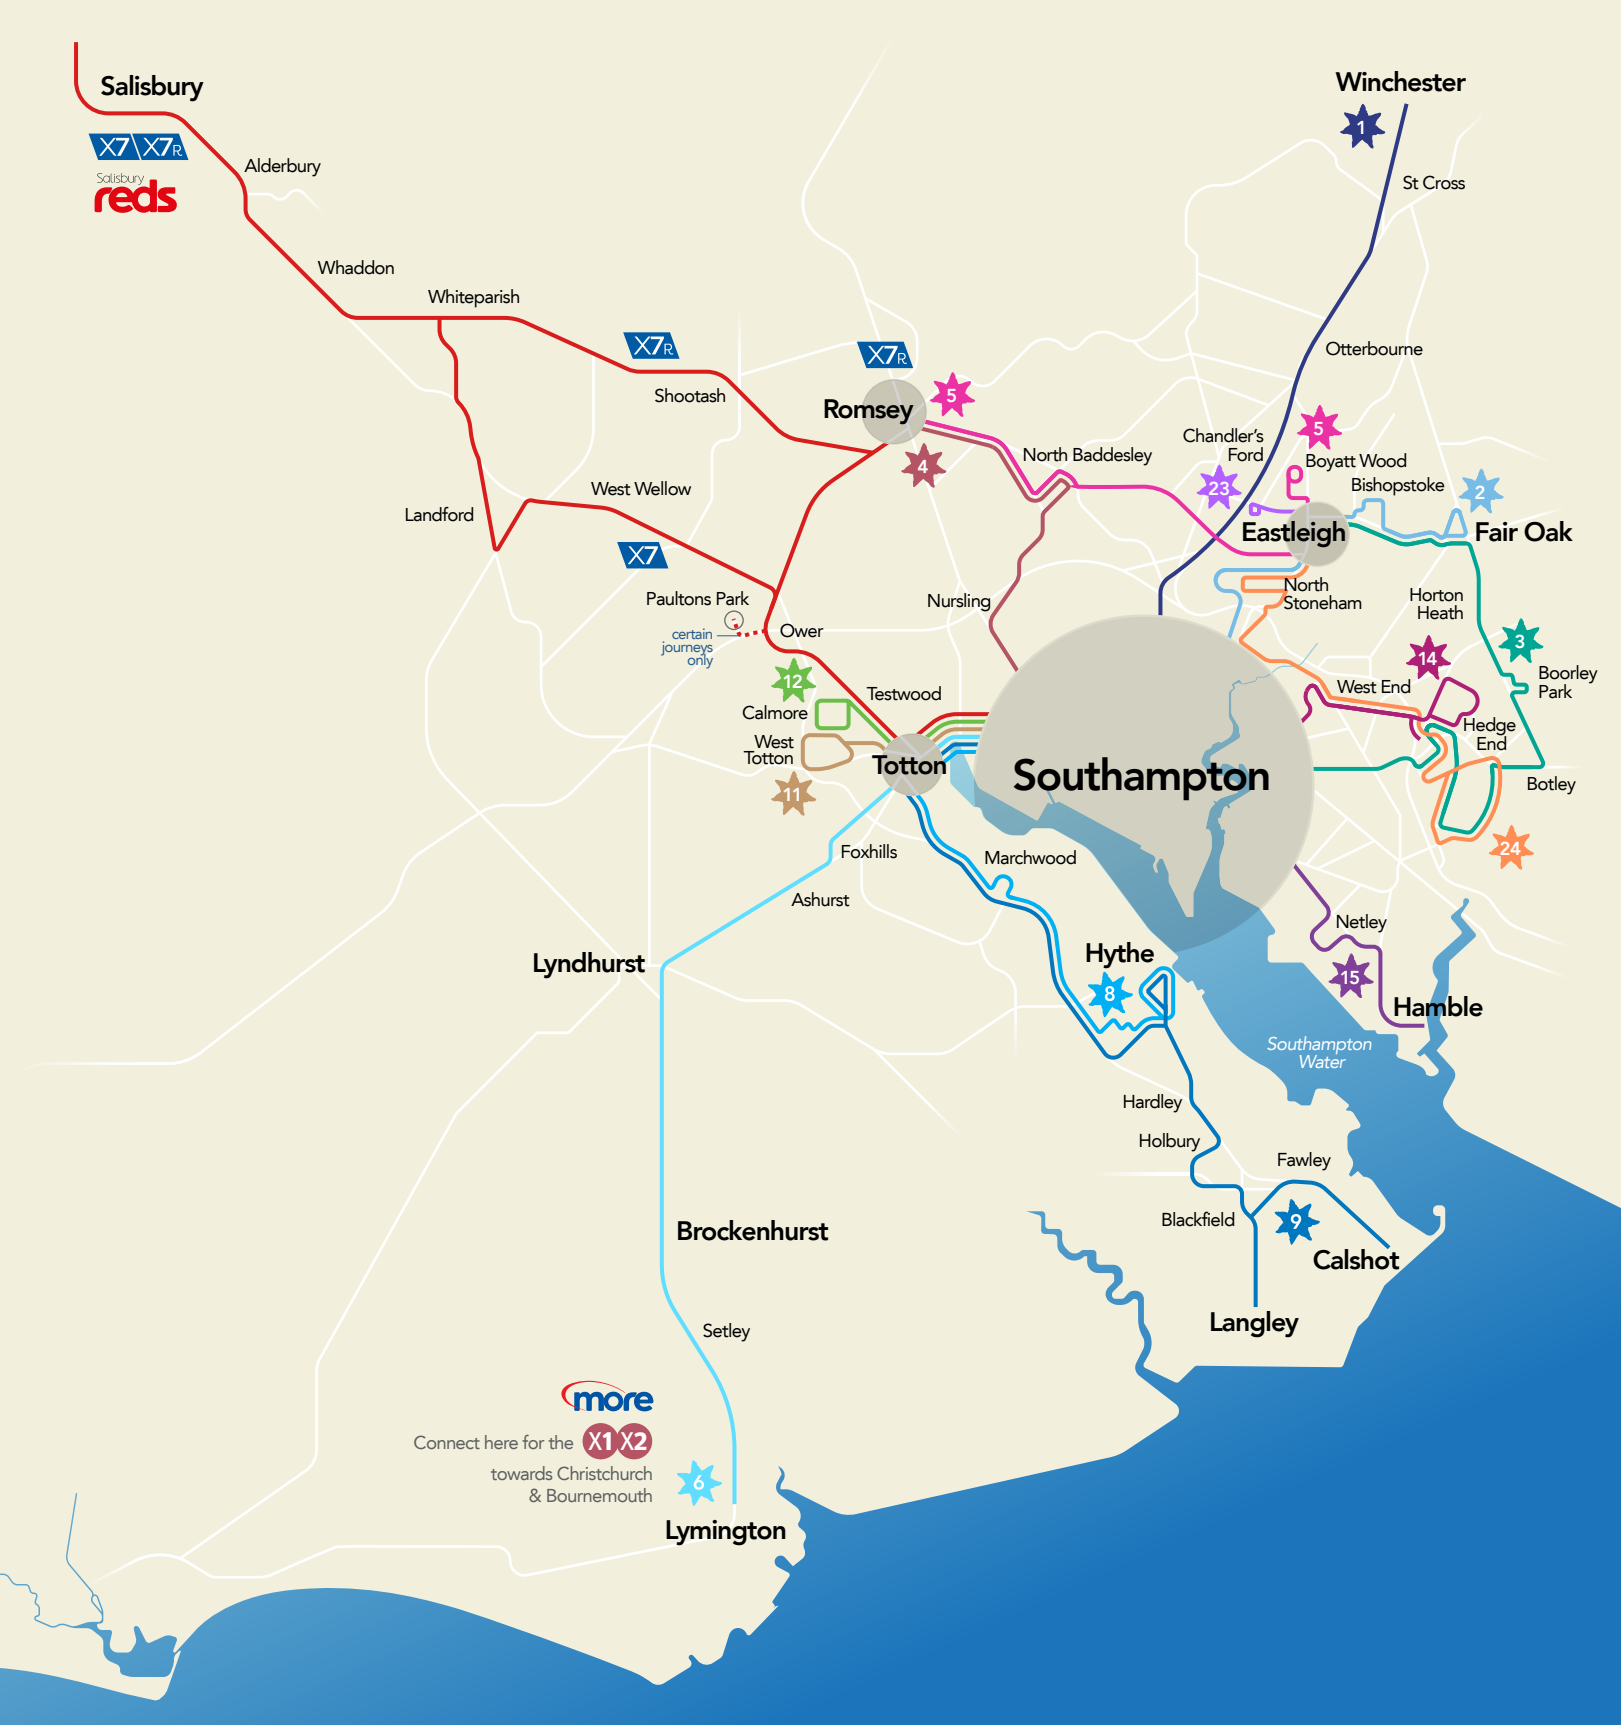 Salisbury
X7 X7R
Salisbury
reds
Alderbury
Whaddon
Whiteparish
X7R
Shootash
X7R
Romsey
5
4
North Baddesley
West Wellow
Landford
X7
Paultons Park
certain
journeys
only
Ower
Nursling
12
Calmore
Testwood
West
Totton
11
Totton
Winchester
1
St Cross
Otterbourne
Chandler's
Ford
23
5
Boyatt Wood
Bishopstoke
2
Eastleigh
Fair Oak
North
Stoneham
Horton
Heath
3
14
Boorley
Park
West End
Hedge
End
Botley
24
Southampton
Foxhills
Ashurst
Marchwood
Lyndhurst
Hythe
8
Netley
15
Hamble
Southampton
Water
Hardley
Holbury
Fawley
Blackfield
9
Calshot
Langley
Brockenhurst
Setley
more
Connect here for the X1 X2
towards Christchurch
& Bournemouth
6
Lymington